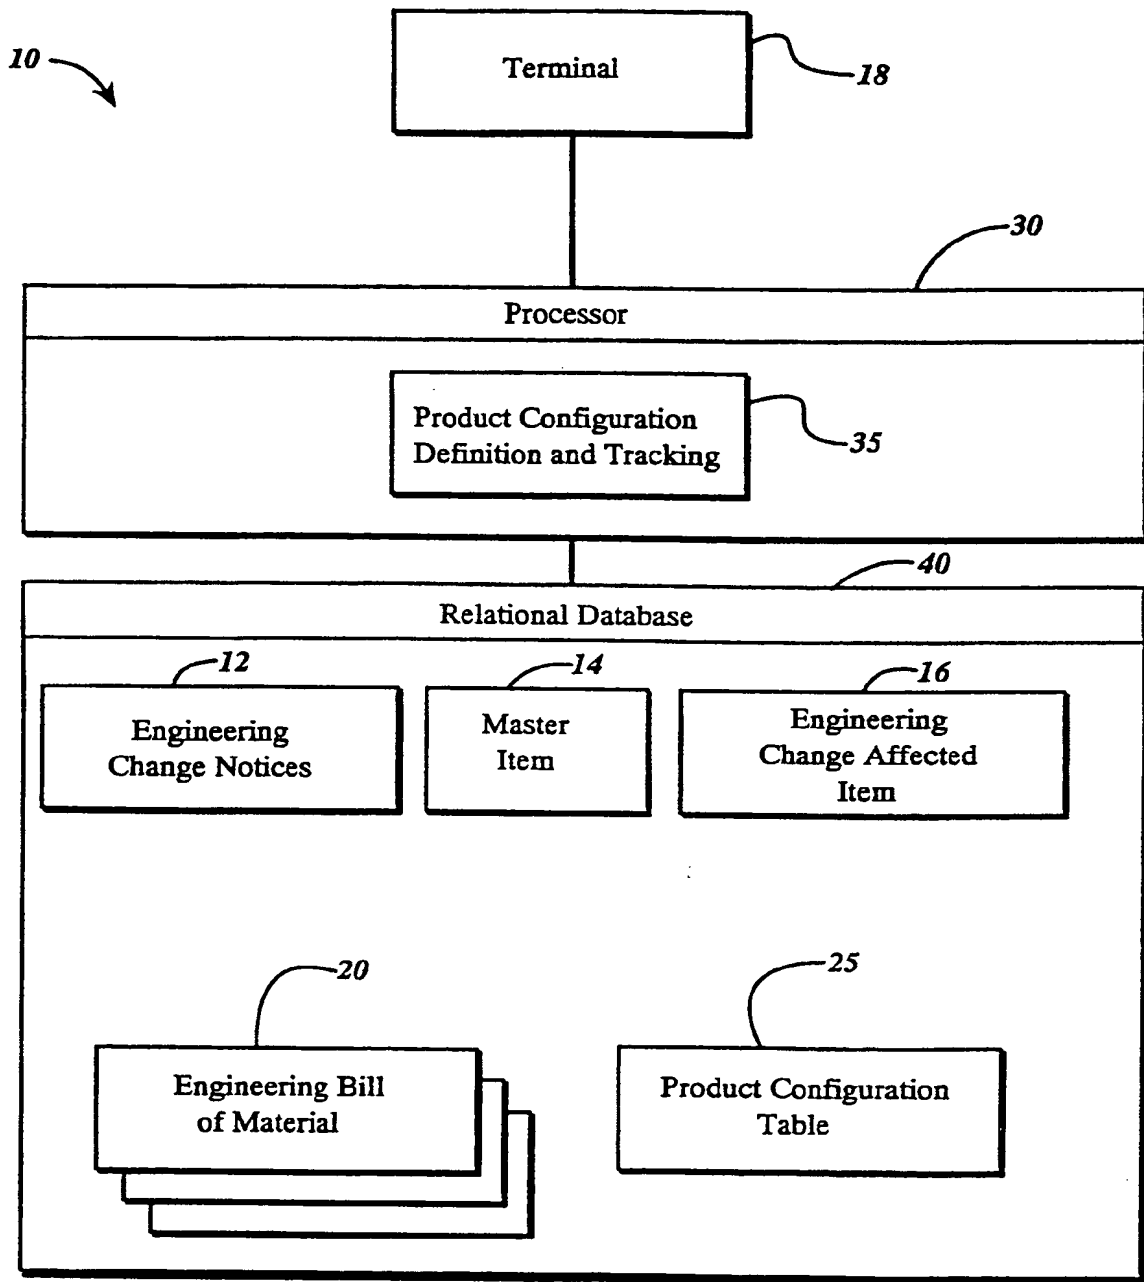 10
Terminal
18
30
Processor
Product Configuration
Definition and Tracking
35
40
Relational Database
12
14
16
Engineering
Change Notices
Master
Item
Engineering
Change Affected
Item
20
25
Engineering Bill
of Material
Product Configuration
Table